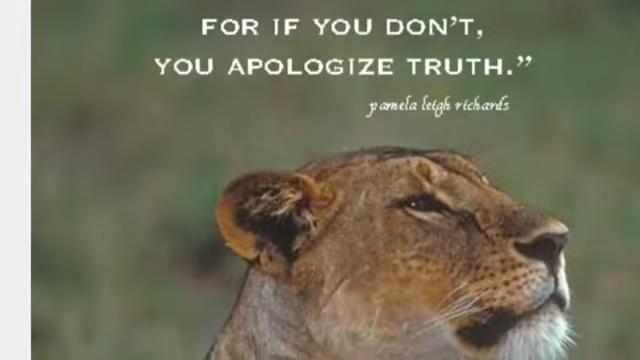 FOR IF YOU DON'T,
YOU APOLOGIZE TRUTH.”
pamela leigh richards